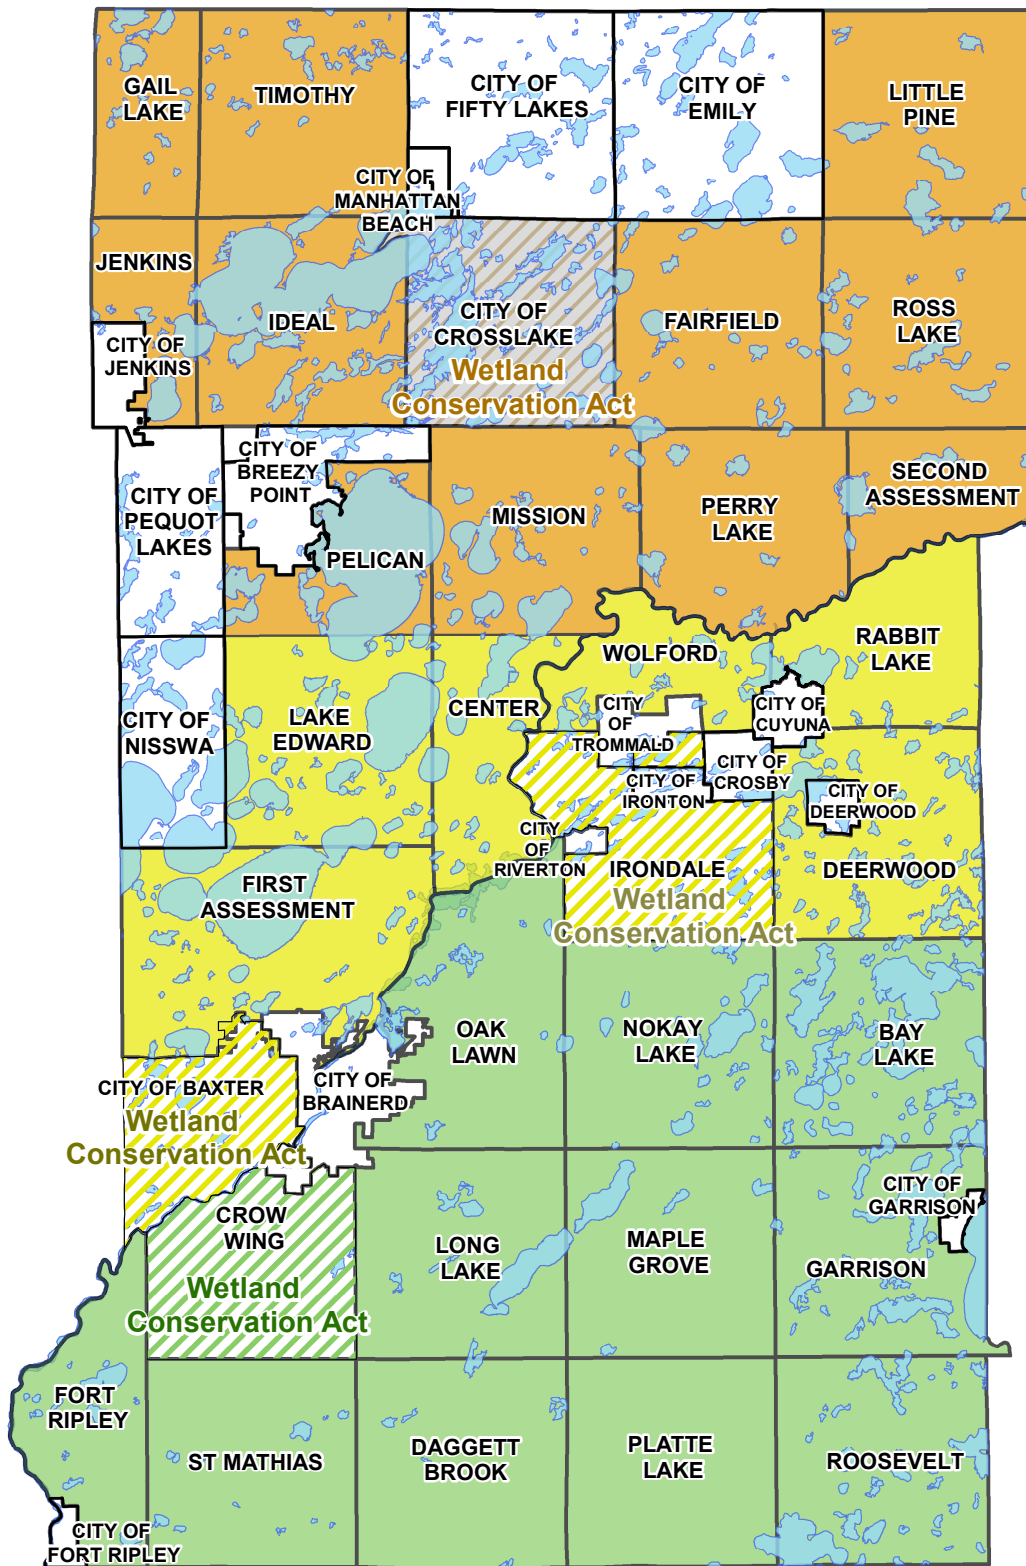 GAIL
LAKE
TIMOTHY
CITY OF
FIFTY LAKES
CITY OF
EMILY
LITTLE
PINE
CITY OF
MANHATTAN
BEACH
JENKINS
IDEAL
CITY OF
CROSSLAKE
Wetland
Conservation Act
FAIRFIELD
ROSS
LAKE
CITY OF
JENKINS
CITY OF
BREEZY
POINT
CITY OF
PEQUOT
LAKES
PELICAN
MISSION
PERRY
LAKE
SECOND
ASSESSMENT
WOLFORD
RABBIT
LAKE
CITY OF
NISSWA
LAKE
EDWARD
CENTER
CITY
OF
TROMMALD
CITY OF
CUYUNA
CITY OF
CROSBY
CITY OF
IRONTON
CITY OF
DEERWOOD
CITY
OF
RIVERTON
IRONDALE
Wetland
Conservation Act
DEERWOOD
FIRST
ASSESSMENT
OAK
LAWN
NOKAY
LAKE
BAY
LAKE
CITY OF BAXTER
Wetland
Conservation Act
CITY OF
BRAINERD
CROW
WING
Wetland
Conservation Act
LONG
LAKE
MAPLE
GROVE
CITY OF
GARRISON
GARRISON
FORT
RIPLEY
ST MATHIAS
DAGGETT
BROOK
PLATTE
LAKE
ROOSEVELT
CITY OF
FORT RIPLEY